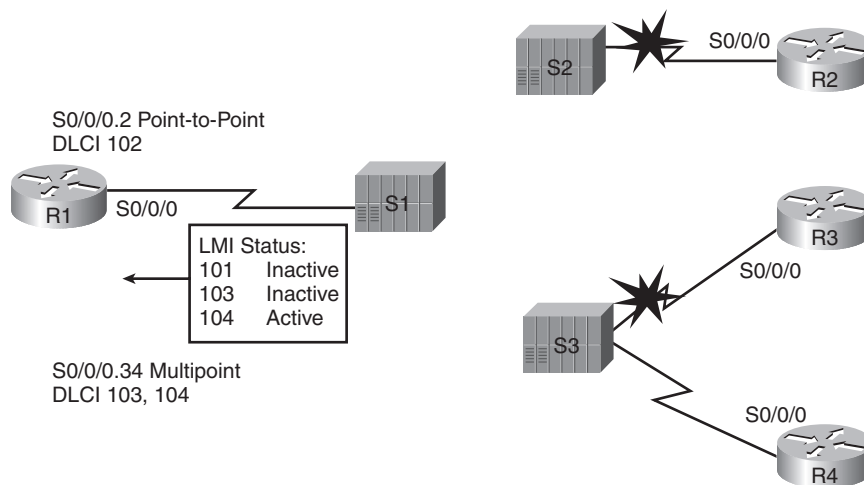 S0/0/0
S2
R2
S0/0/0.2 Point-to-Point
DLCI 102
R1
S0/0/0
S1
LMI Status:
101 Inactive
103 Inactive
104 Active
R3
S0/0/0
S3
S0/0/0.34 Multipoint
DLCI 103, 104
S0/0/0
R4